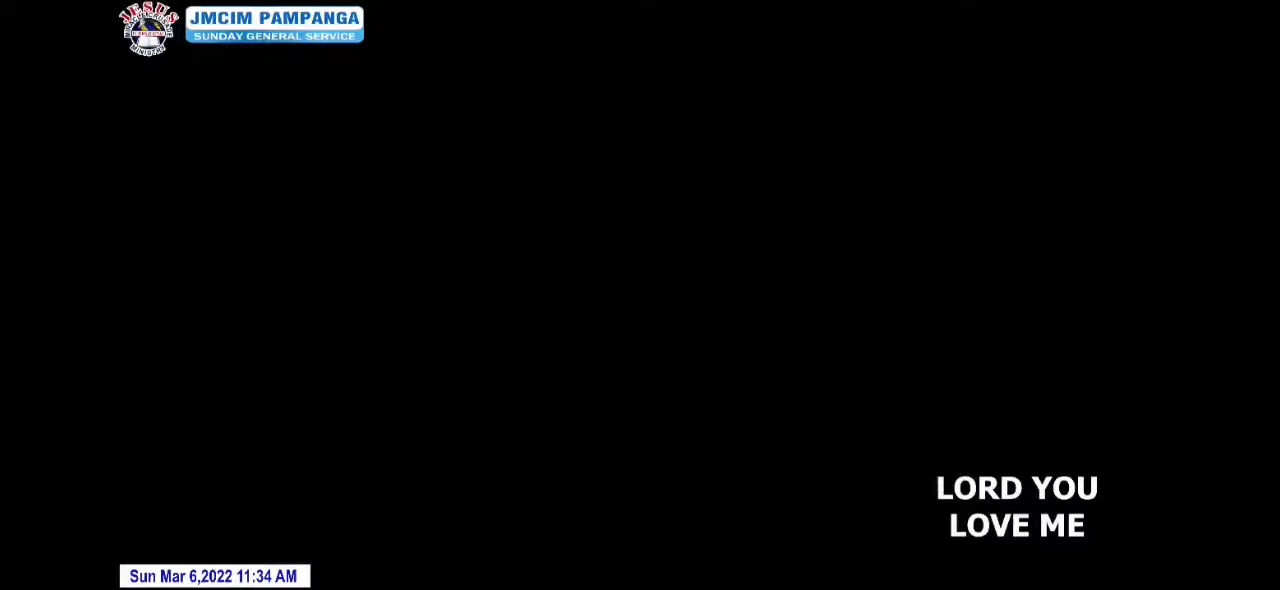 JESUS
MINISTRY
JMCIM PAMPANGA
SUNDAY GENERAL SERVICE
LORD YOU
LOVE ME
Sun Mar 6,2022 11:34 AM